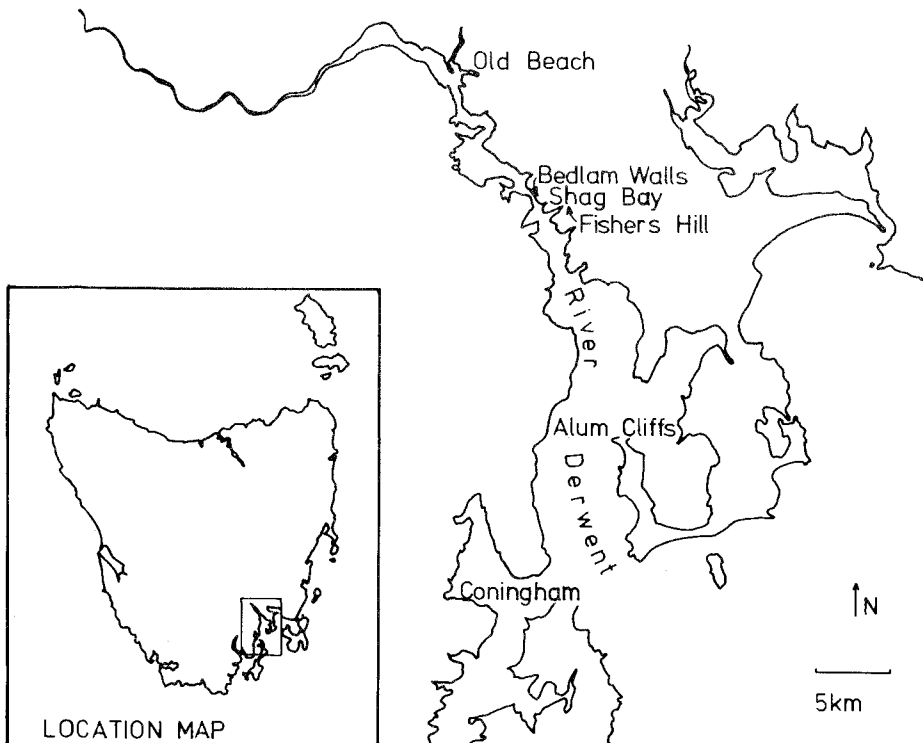 Old Beach
Bedlam Walls
Shag Bay
Fishers Hill
River
Alum Cliffs
Derwent
Coningham
N
5km
LOCATION MAP